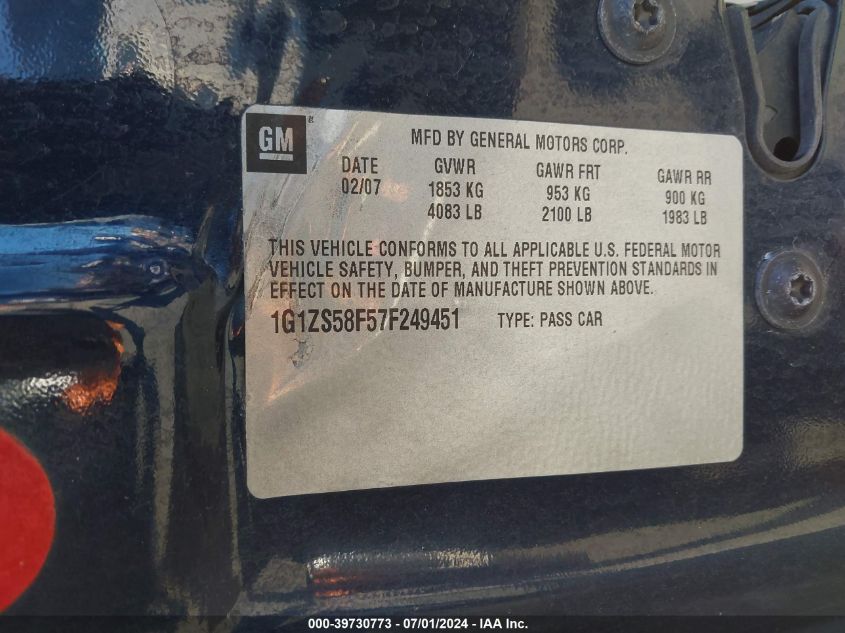 GM
MFD BY GENERAL MOTORS CORP.
DATE GVWR GAWR FRT GAWR RR
02/07 1853 KG 953 KG 900 KG
4083 LB 2100 LB 1983 LB
THIS VEHICLE CONFORMS TO ALL APPLICABLE U.S. FEDERAL MOTOR
VEHICLE SAFETY, BUMPER, AND THEFT PREVENTION STANDARDS IN
EFFECT ON THE DATE OF MANUFACTURE SHOWN ABOVE.
1G1ZS58F57F249451 TYPE: PASS CAR
000-39730773 - 07/01/2024 - IAA Inc.